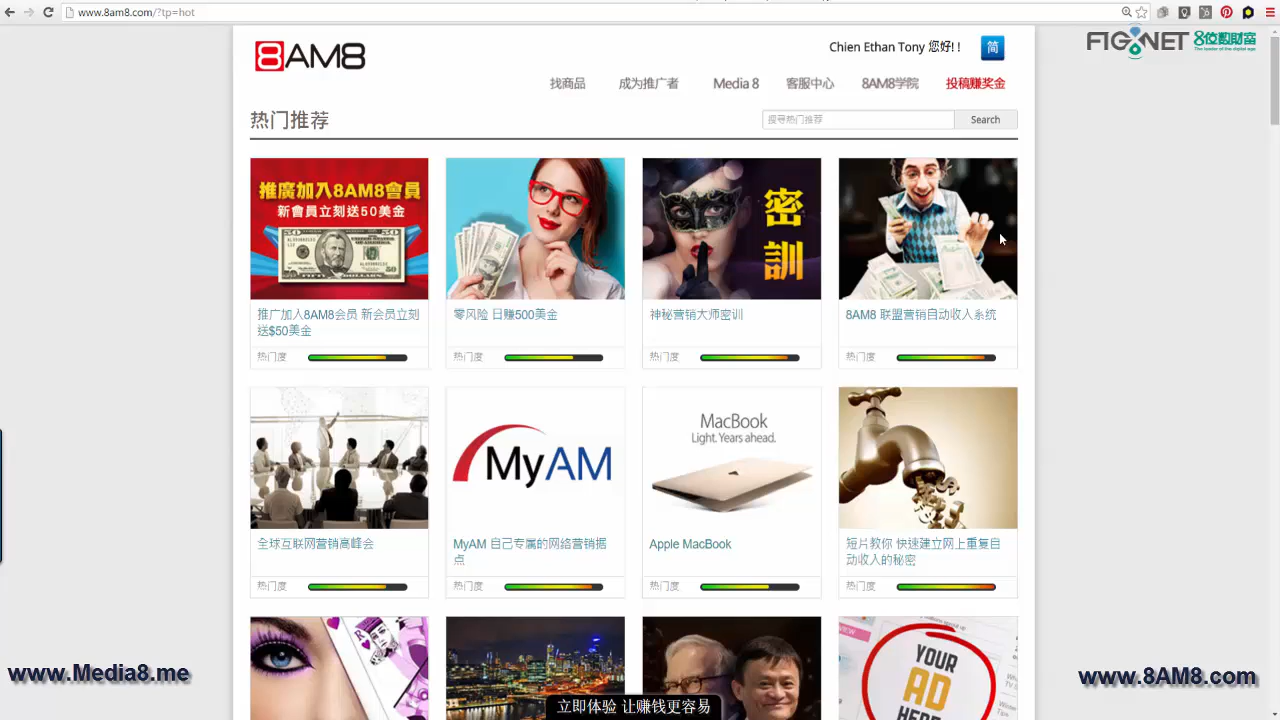 www.8am8.com/?tp=hot
8AM8
Chien Ethan Tony 您好! !
简
FIGNET 8位數財富
The leader of the digital app
找商品 成为推广者 Media 8 客服中心 8AM8学院 投稿赚奖金
热门推荐
搜寻热门推荐 Search
推廣加入8AM8會員
新會員立刻送50美金
密訓
推广加入8AM8会员 新会员立刻
送$50美金
零风险 日赚500美金
神秘营销大师密训
8AM8 联盟营销自动收人系统
热门度 热门度 热门度 热门度
MyAM
MacBook
Light. Years ahead.
全球互联网营销高峰会
MyAM 自己专属的网络营销据
点
Apple MacBook
短片教你 快速建立网上重复自
动收人的秘密
热门度 热门度 热门度 热门度
YOUR
AD
HERE
www.Media8.me
www.8AM8.com
立即体验 让赚钱更容易